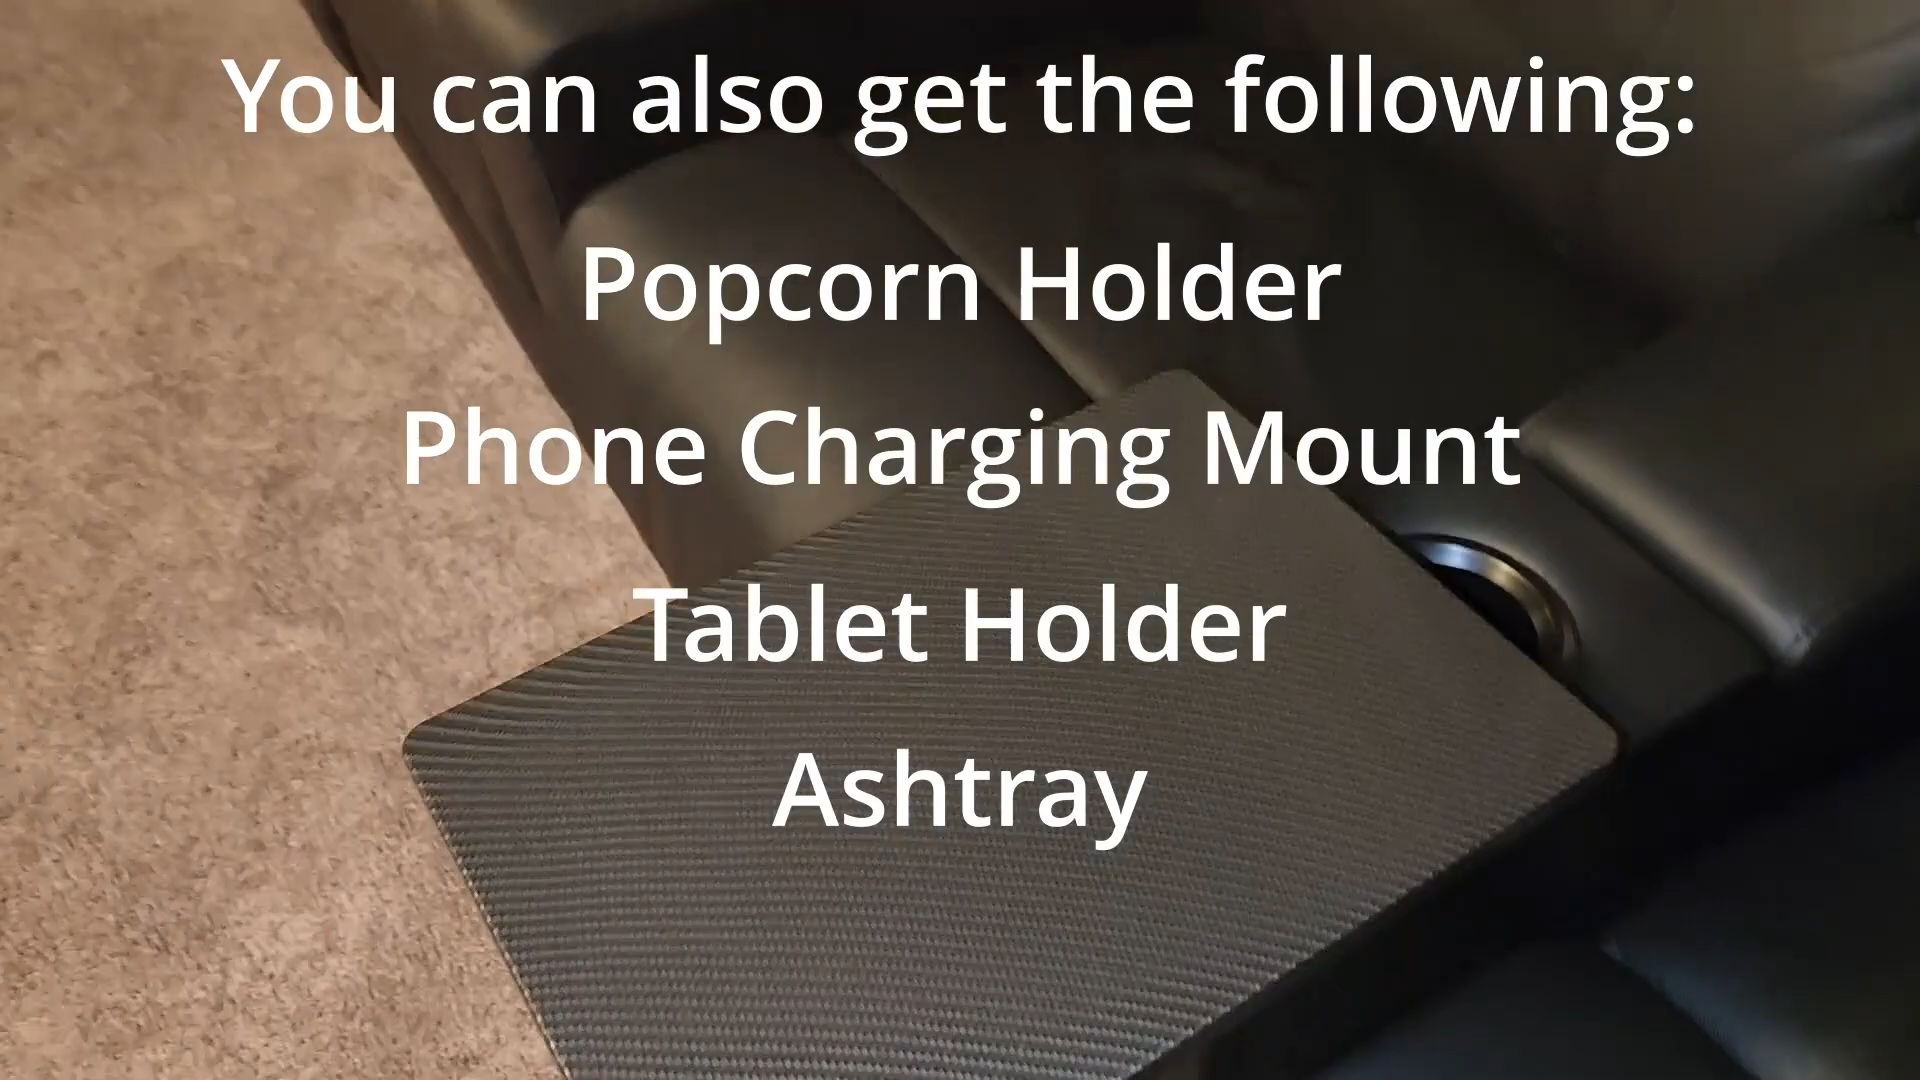 You can also get the following:
Popcorn Holder
Phone Charging Mount
Tablet Holder
Ashtray